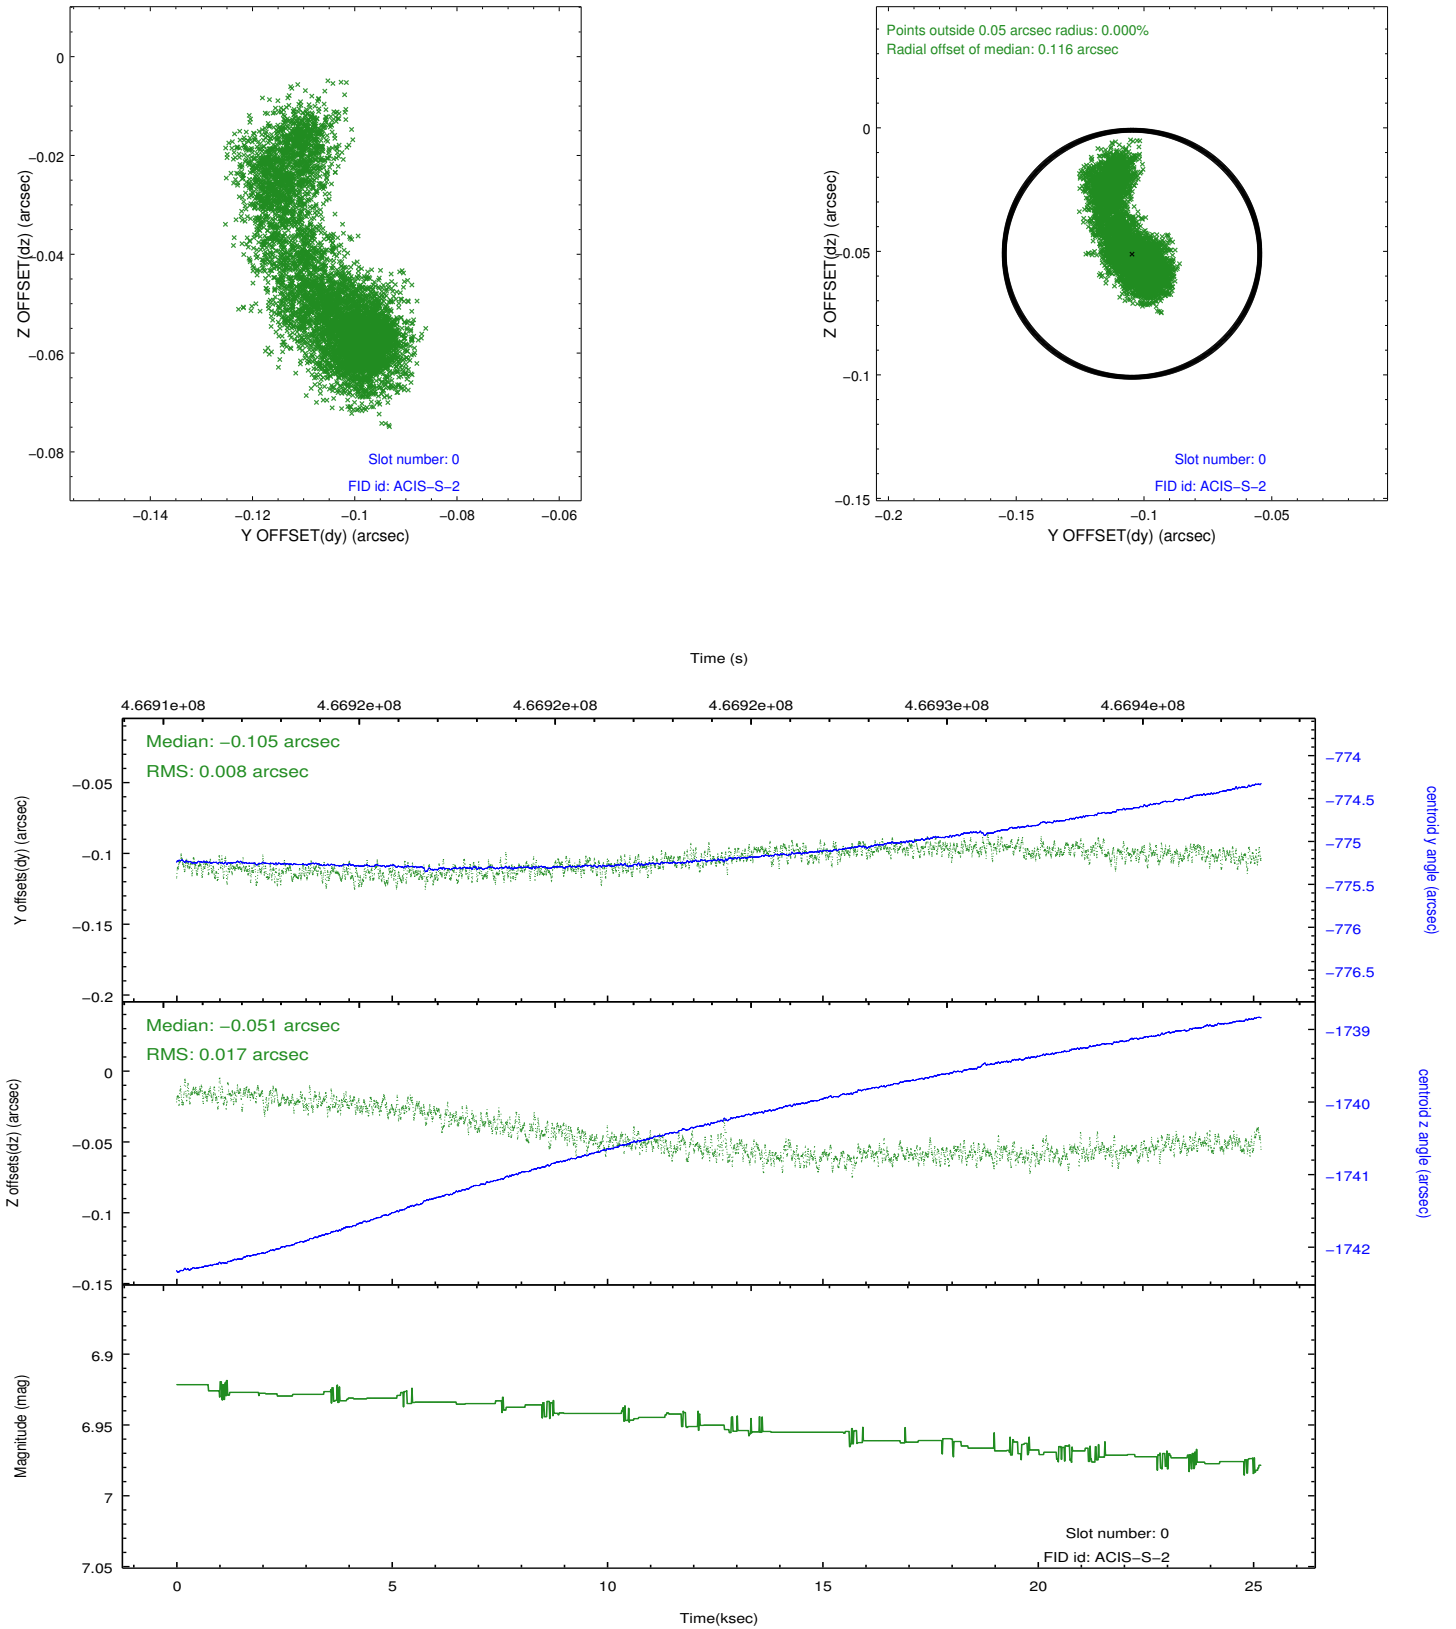 0
−0.02
−0.04
−0.06
−0.08
Z OFFSET(dz) (arcsec)
Slot number: 0
FID id: ACIS−S−2
−0.14 −0.12 −0.1 −0.08 −0.06
Y OFFSET(dy) (arcsec)
Points outside 0.05 arcsec radius: 0.000%
Radial offset of median: 0.116 arcsec
0
−0.05
−0.1
−0.15
Z OFFSET(dz) (arcsec)
Slot number: 0
FID id: ACIS−S−2
−0.2 −0.15 −0.1 −0.05
Y OFFSET(dy) (arcsec)
Time (s)
4.6691e+08 4.6692e+08 4.6692e+08 4.6692e+08 4.6693e+08 4.6694e+08
Median: −0.105 arcsec
RMS: 0.008 arcsec
−0.05
−0.1
−0.15
−0.2
Y offsets(dy) (arcsec)
−774
−774.5
−775
−775.5
−776
−776.5
centroid y angle (arcsec)
Median: −0.051 arcsec
RMS: 0.017 arcsec
0
−0.05
−0.1
−0.15
Z offsets(dz) (arcsec)
−1739
−1740
−1741
−1742
centroid z angle (arcsec)
6.9
6.95
7
7.05
Magnitude (mag)
Slot number: 0
FID id: ACIS−S−2
0 5 10 15 20 25
Time(ksec)